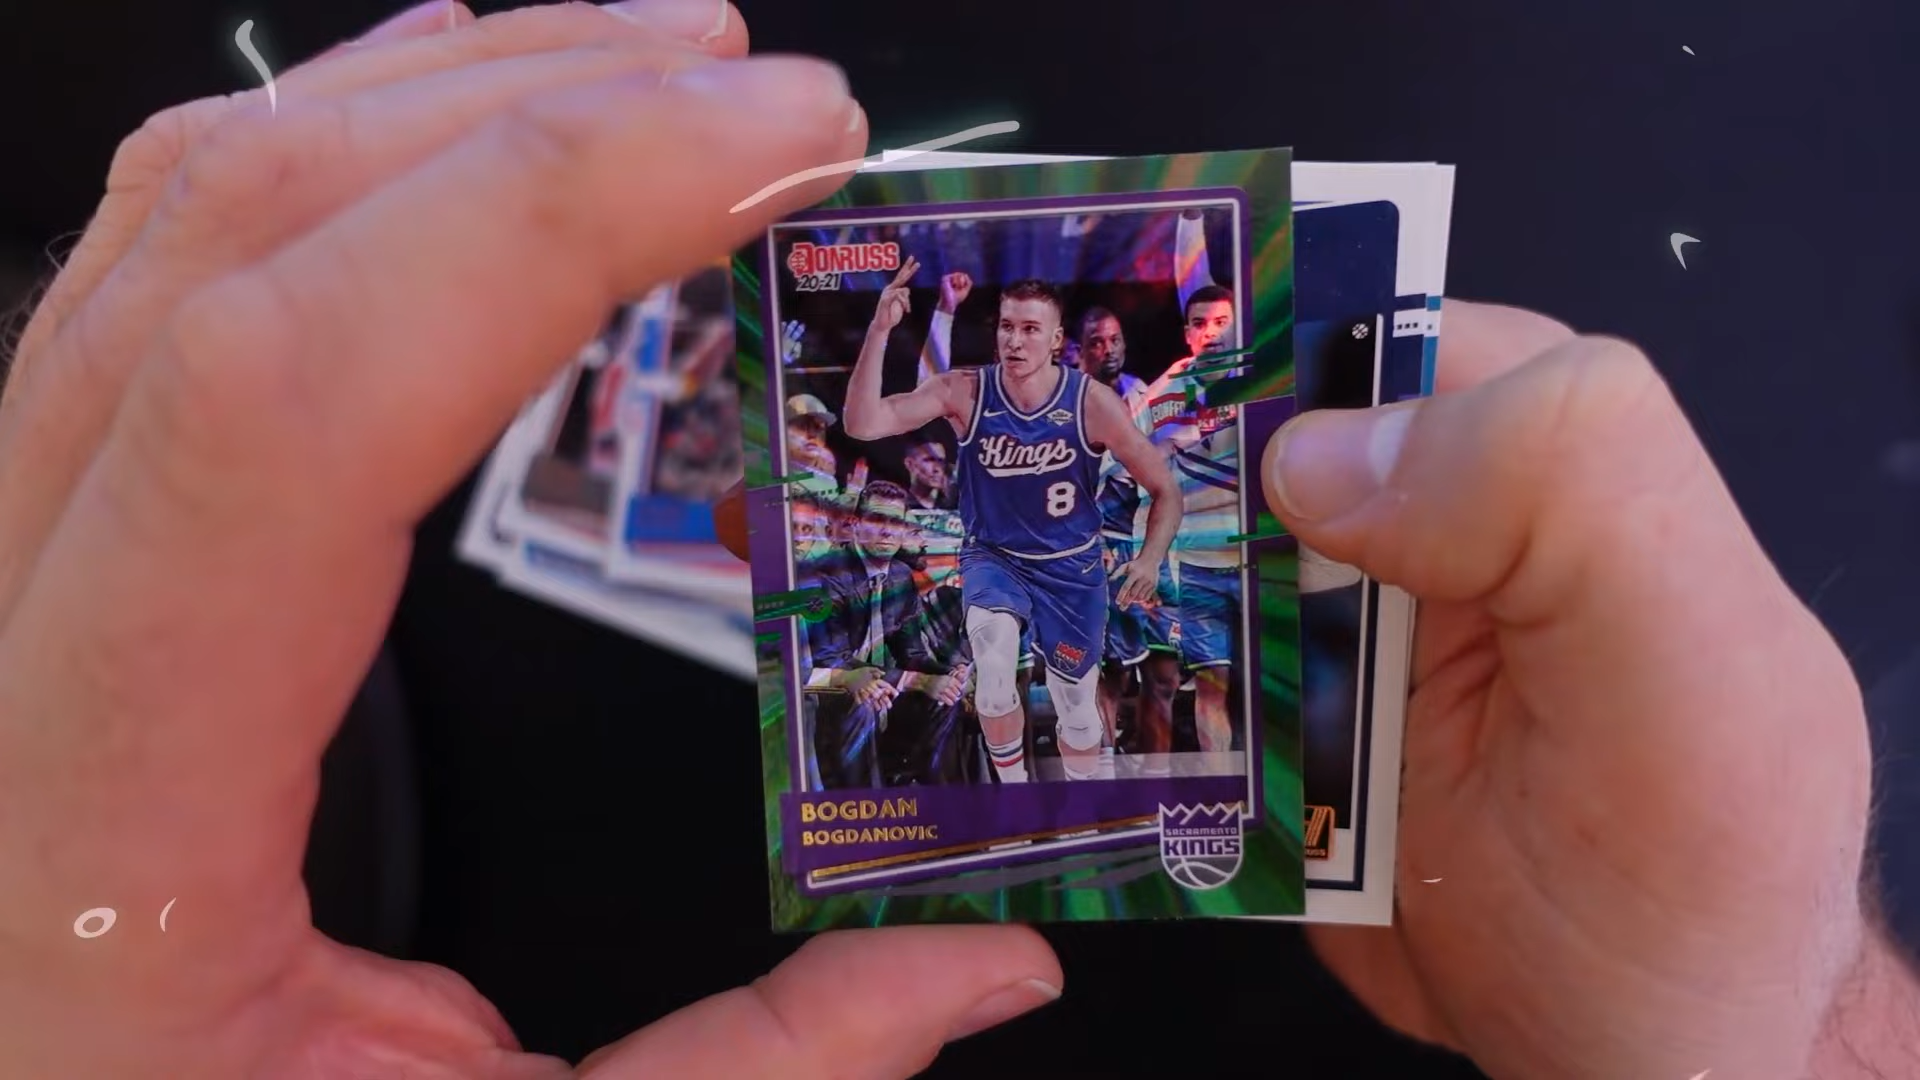 DONRUSS
20-21
Kings
8
BOGDAN
BOGDANOVIC
SACRAMENTO
KINGS